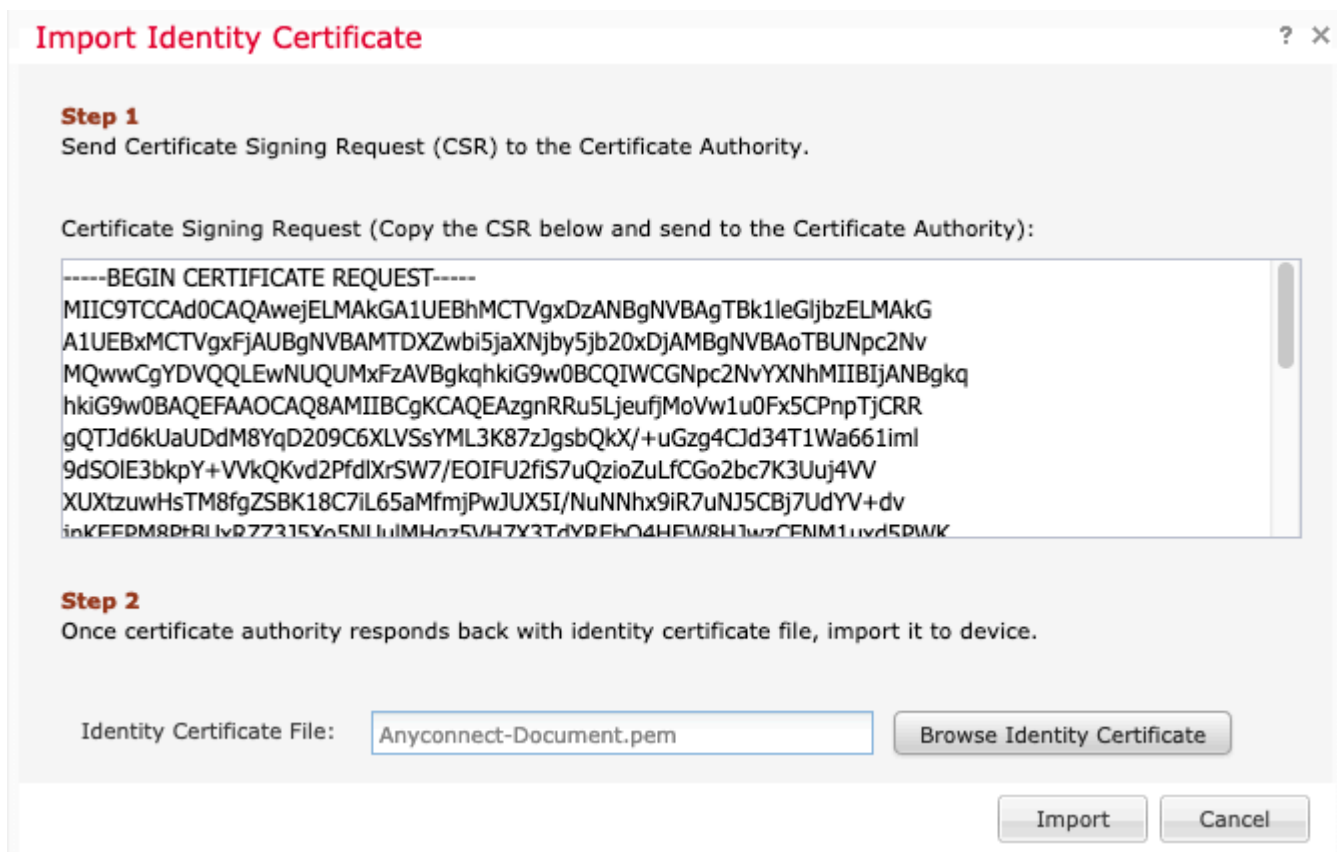 Import Identity Certificate
? ×
Step 1
Send Certificate Signing Request (CSR) to the Certificate Authority.
Certificate Signing Request (Copy the CSR below and send to the Certificate Authority):
-----BEGIN CERTIFICATE REQUEST-----
MIIC9TCCAd0CAQAwejELMAkGA1UEBhMCTVgxDzANBgNVBAgTBk1leGljbzELMAkG
A1UEBxMCTVgxFjAUBgNVBAMTDXZwbi5jaXNjby5jb20xDjAMBgNVBAoTBUNpc2Nv
MQwwCgYDVQQLEwNUQUMxFzAVBgkqhkiG9w0BCQIWCGNpc2NvYXNhMIIBIjANBgkq
hkiG9w0BAQEFAAOCAQ8AMIIBCgKCAQEAzgnRRu5LjeufjMoVw1u0Fx5CPnpTjCRR
gQTJd6kUaUDdM8YqD209C6XLVSsYML3K87zJgsbQkX/+uGzg4CJd34T1Wa661iml
9dSOlE3bkpY+VVkQKvd2PfdlXrSW7/EOIFU2fiS7uQzioZuLfCGo2bc7K3Uuj4VV
XUXtzuwHsTM8fgZSBK18C7iL65aMfmjPwJUX5I/NuNNhx9iR7uNJ5CBj7UdYV+dv
Step 2
Once certificate authority responds back with identity certificate file, import it to device.
Identity Certificate File: Anyconnect-Document.pem Browse Identity Certificate
Import Cancel